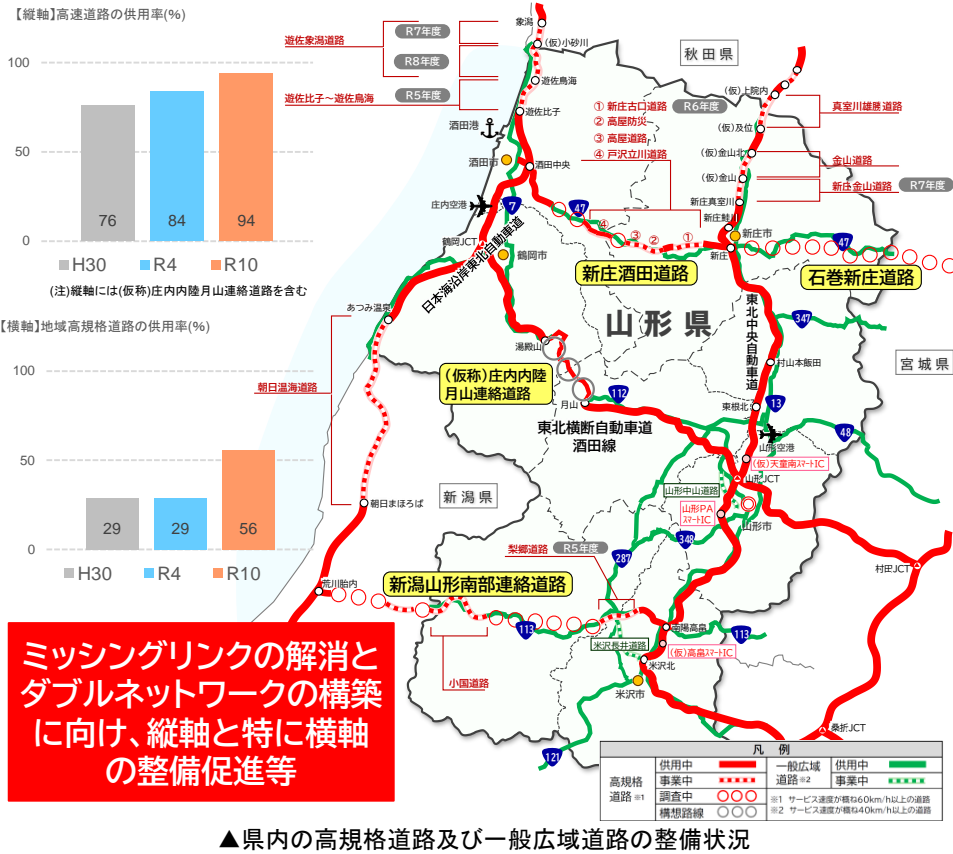 【縦軸】高速道路の供用率(%)
100
50
0
76
84
94
H30
R4
R10
(注)縦軸には(仮称)庄内内陸月山連絡道路を含む
【横軸】地域高規格道路の供用率(%)
100
50
0
29
29
56
H30
R4
R10
遊佐象潟道路
R7年度
R8年度
遊佐比子～遊佐鳥海
R5年度
象潟
(仮)小砂川
遊佐鳥海
遊佐比子
酒田港
酒田市
酒田中央
庄内空港
7
鶴岡JCT
鶴岡市
日本海沿岸東北自動車道
あつみ温泉
朝日温海道路
朝日まほろば
荒川胎内
秋田県
① 新庄古口道路
R6年度
② 高屋防災
③ 高屋道路
④ 戸沢立川道路
47
④
③
②
①
新庄酒田道路
(仮)上院内
真室川雄勝道路
(仮)及位
(仮)金山北
金山道路
(仮)金山
新庄金山道路
R7年度
新庄真室川
新庄鮭川
新庄市
新庄
47
石巻新庄道路
山形県
東北中央自動車道
347
村山本飯田
宮城県
湯殿山
(仮称)庄内内陸
月山連絡道路
112
月山
東北横断自動車道
酒田線
13
東根北
48
山形空港
(仮)天童南スマートIC
山形JCT
山形中山道路
山形PA
スマートIC
山形市
新潟県
梨郷道路
R5年度
287
348
村田JCT
新潟山形南部連絡道路
113
南陽高畠
113
米沢長井道路
(仮)高畠スマートIC
米沢北
小国道路
米沢市
桑折JCT
121
ミッシングリンクの解消と
ダブルネットワークの構築
に向け、縦軸と特に横軸
の整備促進等
凡 例
高規格
道路※1
供用中
事業中
調査中
構想路線
一般広域
道路※2
供用中
事業中
※1 サービス速度が概ね60km/h以上の道路
※2 サービス速度が概ね40km/h以上の道路
▲県内の高規格道路及び一般広域道路の整備状況